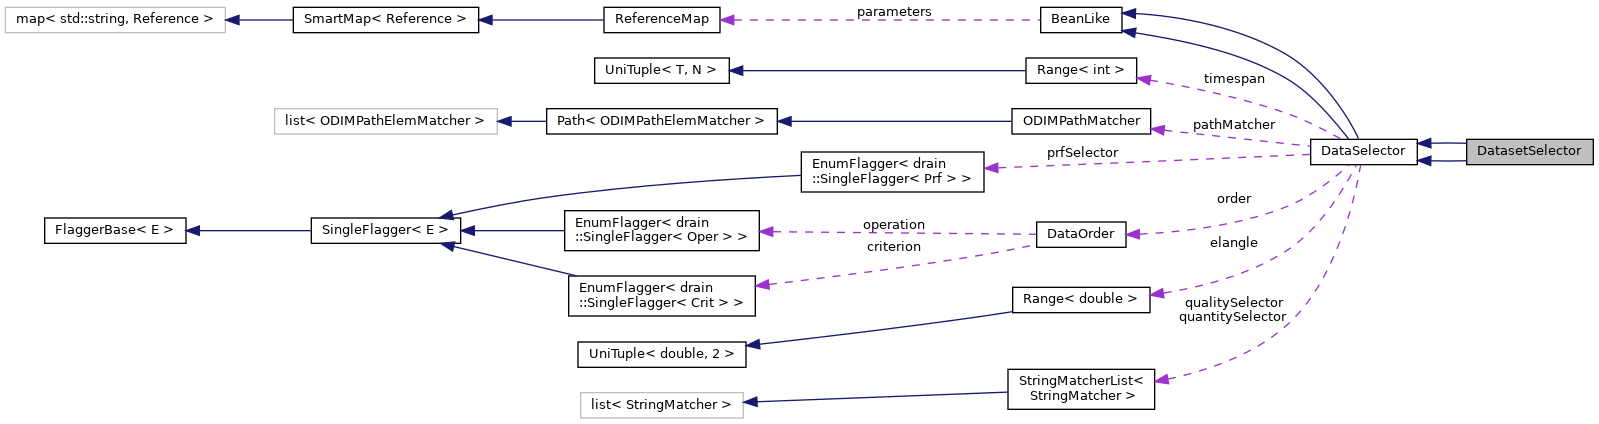 map< std::string, Reference >
SmartMap< Reference >
ReferenceMap
parameters
BeanLike
UniTuple< T, N >
Range< int >
timespan
list< ODIMPathElemMatcher >
Path< ODIMPathElemMatcher >
ODIMPathMatcher
pathMatcher
DataSelector
DatasetSelector
EnumFlagger< drain
::SingleFlagger< Prf > >
prfSelector
order
FlaggerBase< E >
SingleFlagger< E >
EnumFlagger< drain
::SingleFlagger< Oper > >
operation
criterion
DataOrder
elangle
EnumFlagger< drain
::SingleFlagger< Crit > >
Range< double >
qualitySelector
quantitySelector
UniTuple< double, 2 >
StringMatcherList<
StringMatcher >
list< StringMatcher >